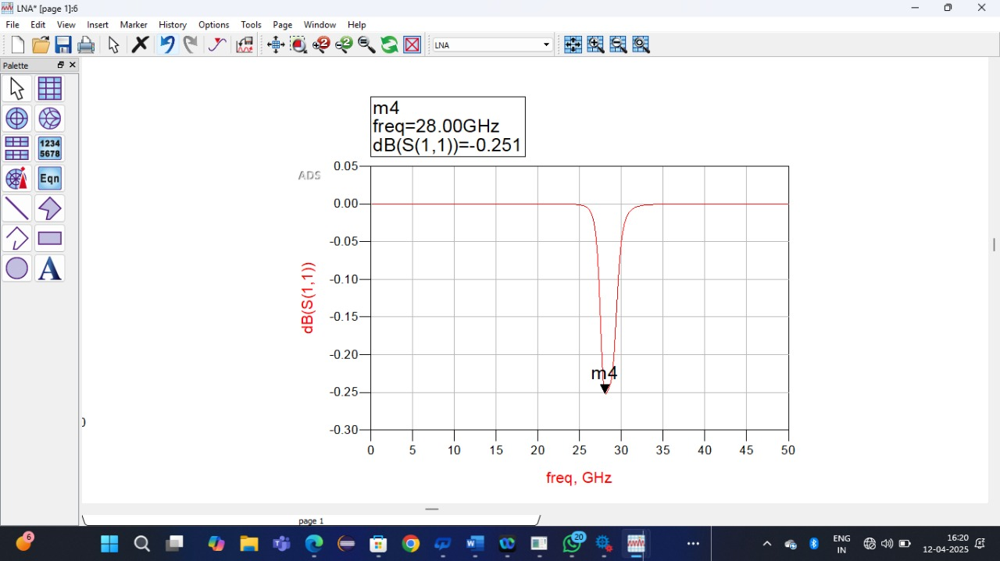 LNA* [page 1]:6
File Edit View Insert Marker History Options Tools Page Window Help
2 -2 LNA
Palette
1234
5678
Eqn
A
m4
freq=28.00GHz
dB(S(1,1))=-0.251
ADS
0.05
0.00
-0.05
-0.10
-0.15
-0.20
-0.25
-0.30
dB(S(1,1))
m4
0 5 10 15 20 25 30 35 40 45 50
freq, GHz
page 1
6
20
ENG
IN
16:20
12-04-2025